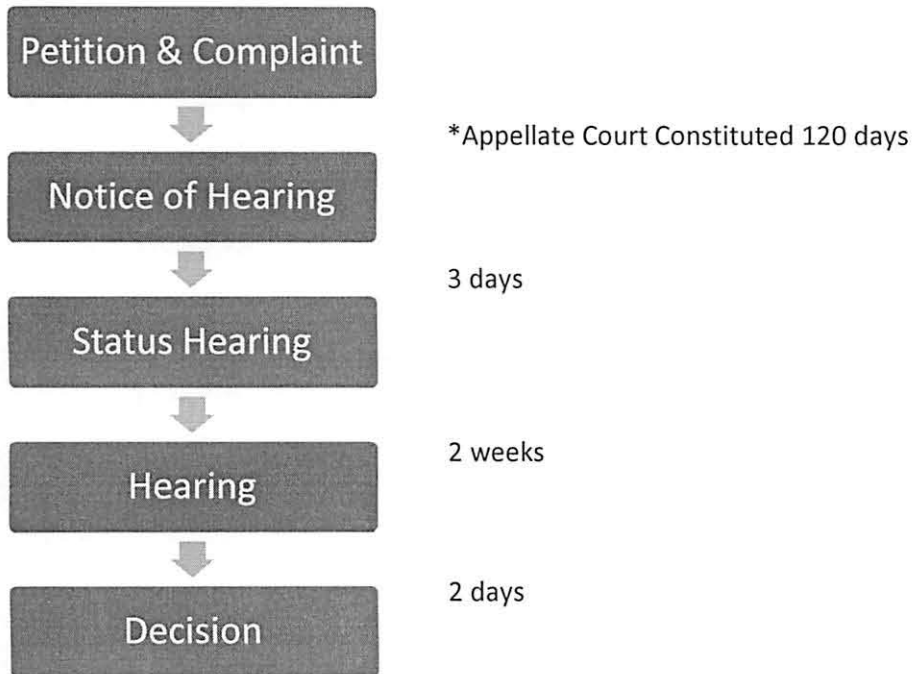 Petition & Complaint
*Appellate Court Constituted 120 days
Notice of Hearing
3 days
Status Hearing
2 weeks
Hearing
2 days
Decision